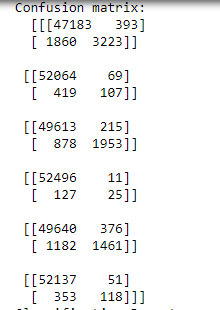 Confusion matrix:
[[[47183 393]
[ 1860 3223]]
[[52064 69]
[ 419 107]]
[[49613 215]
[ 878 1953]]
[[52496 11]
[ 127 25]]
[[49640 376]
[ 1182 1461]]
[[52137 51]
[ 353 118]]]